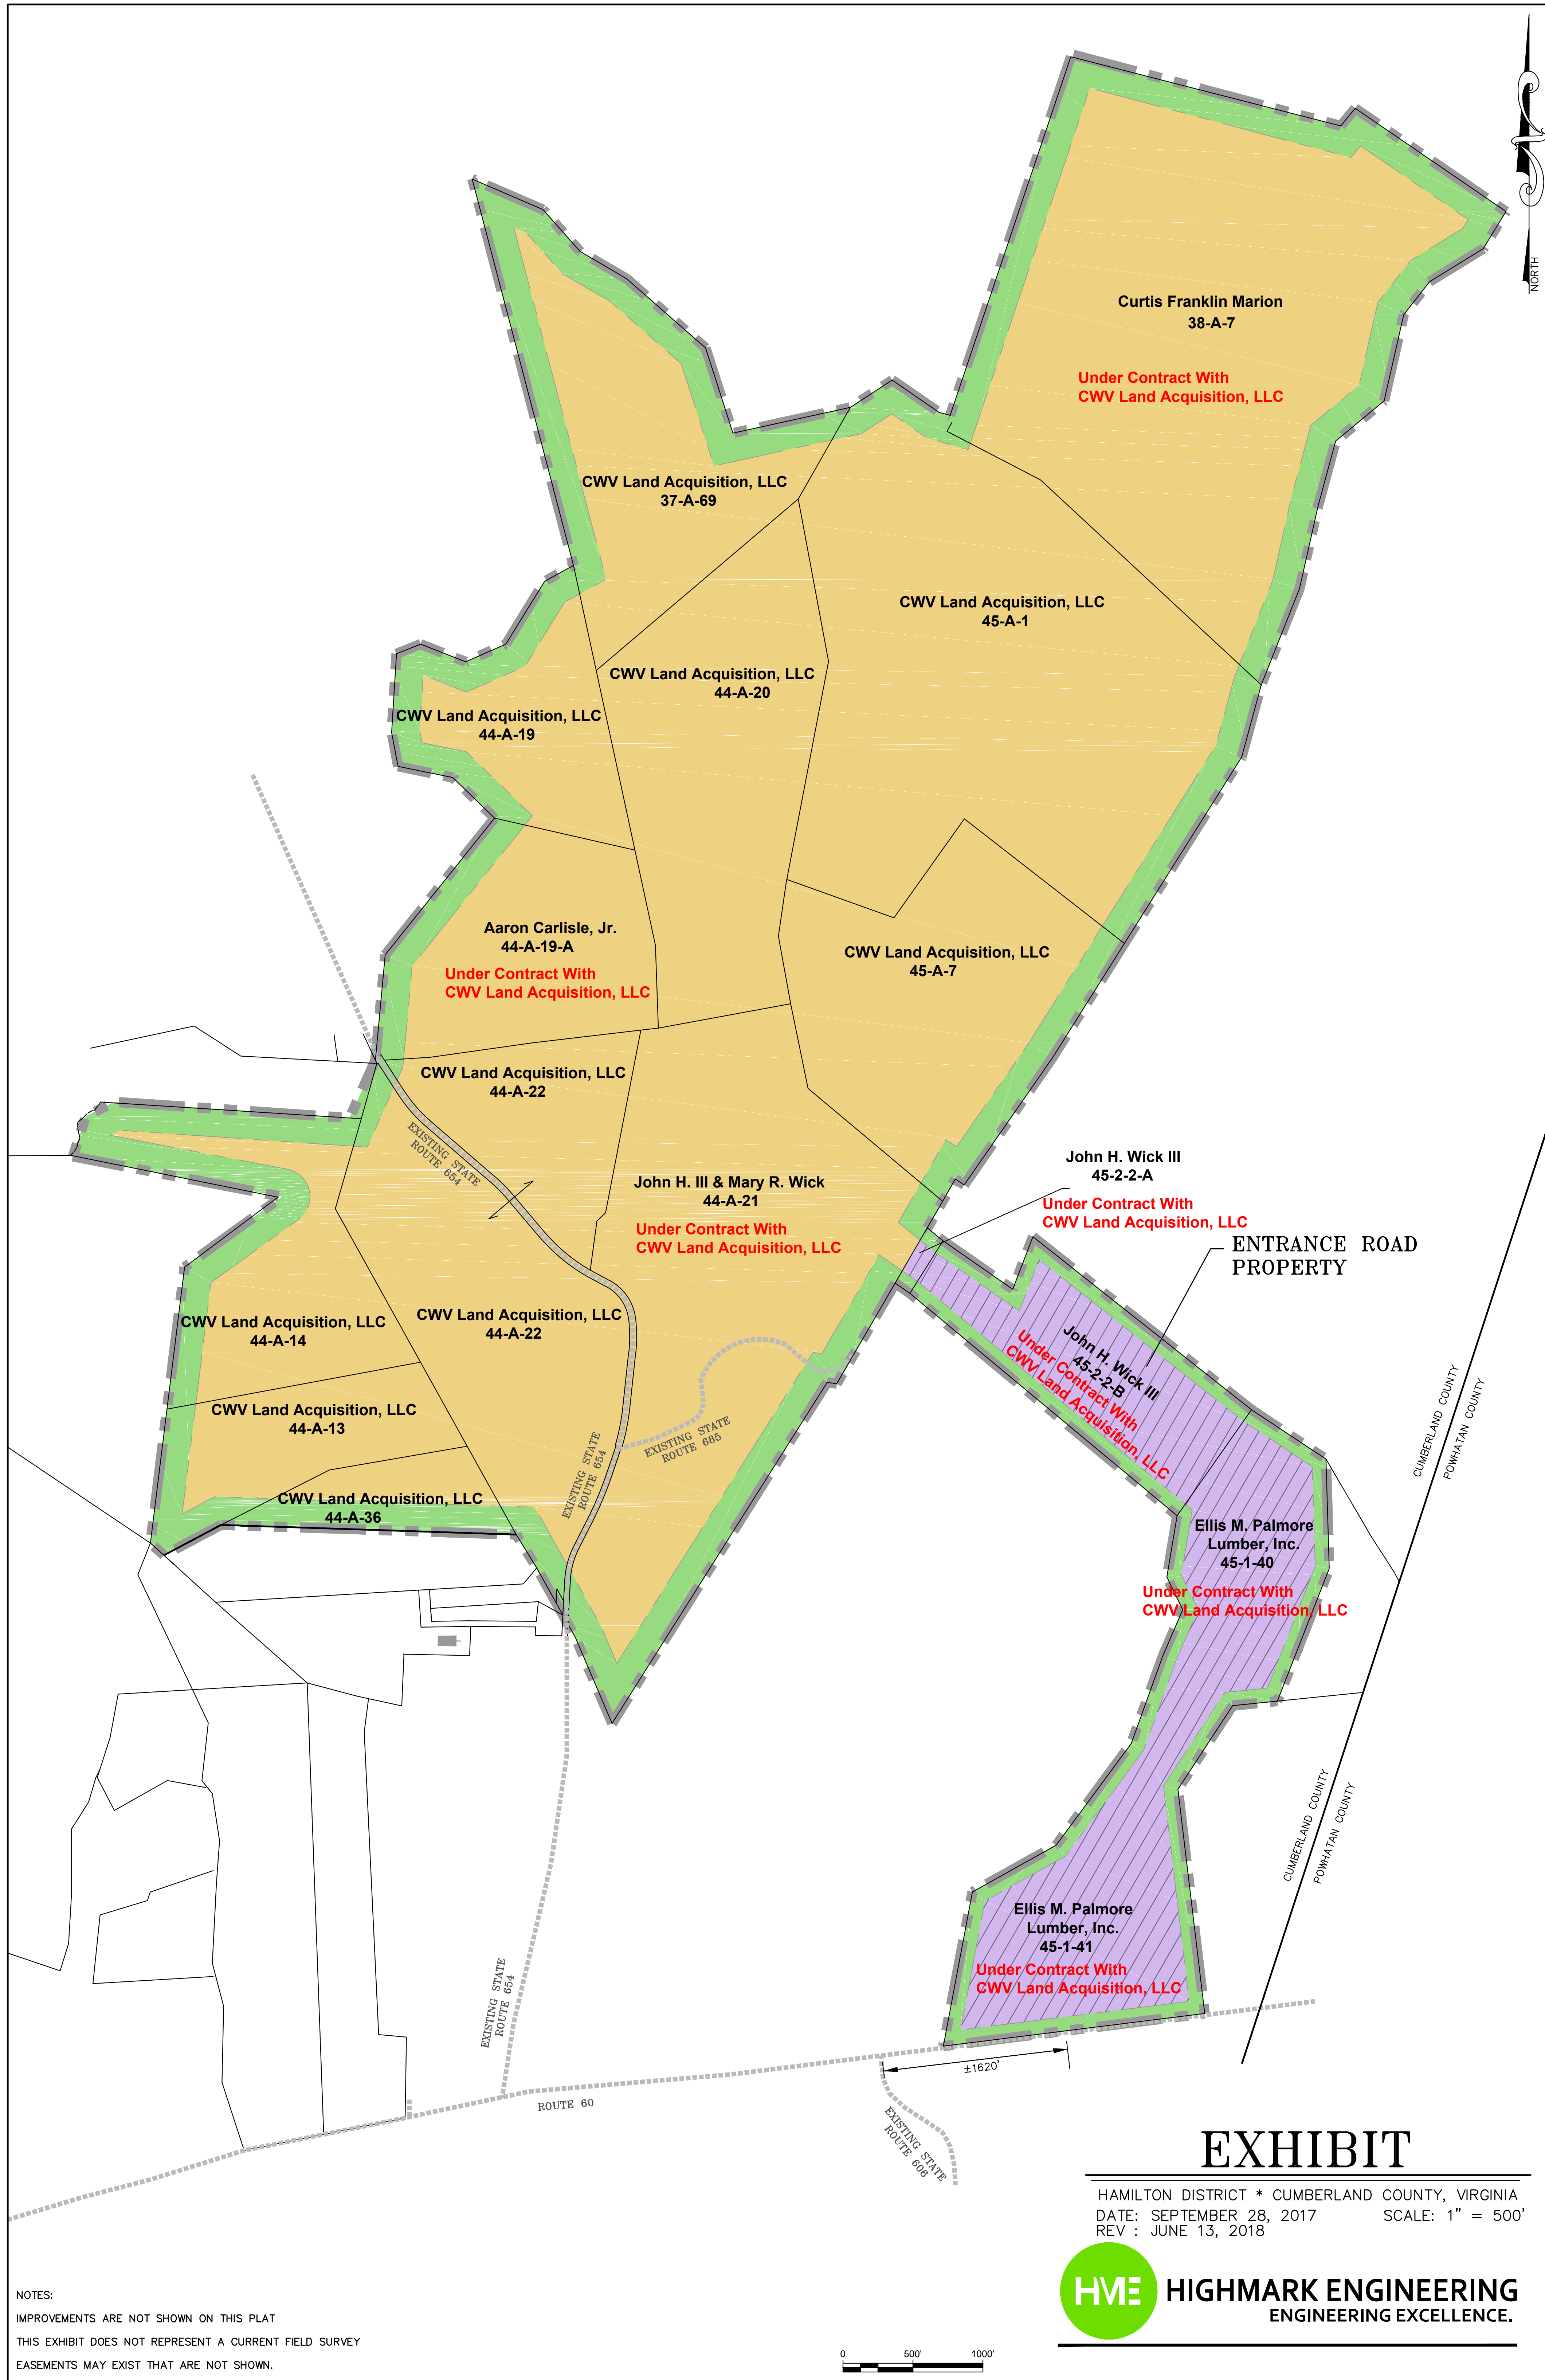 NORTH
Curtis Franklin Marion
38-A-7
Under Contract With
CWV Land Acquisition, LLC
CWV Land Acquisition, LLC
37-A-69
CWV Land Acquisition, LLC
45-A-1
CWV Land Acquisition, LLC
44-A-20
CWV Land Acquisition, LLC
44-A-19
Aaron Carlisle, Jr.
44-A-19-A
Under Contract With
CWV Land Acquisition, LLC
CWV Land Acquisition, LLC
45-A-7
CWV Land Acquisition, LLC
44-A-22
EXISTING STATE
ROUTE 654
John H. III & Mary R. Wick
44-A-21
Under Contract With
CWV Land Acquisition, LLC
John H. Wick III
45-2-2-A
Under Contract With
CWV Land Acquisition, LLC
ENTRANCE ROAD
PROPERTY
CWV Land Acquisition, LLC
44-A-14
CWV Land Acquisition, LLC
44-A-22
John H. Wick III
45-2-2-B
Under Contract With
CWV Land Acquisition, LLC
CUMBERLAND COUNTY
POWHATAN COUNTY
CWV Land Acquisition, LLC
44-A-13
EXISTING STATE
ROUTE 685
EXISTING STATE
ROUTE 654
CWV Land Acquisition, LLC
44-A-36
Ellis M. Palmore
Lumber, Inc.
45-1-40
Under Contract With
CWV Land Acquisition, LLC
CUMBERLAND COUNTY
POWHATAN COUNTY
Ellis M. Palmore
Lumber, Inc.
45-1-41
Under Contract With
CWV Land Acquisition, LLC
EXISTING STATE
ROUTE 654
±1620'
ROUTE 60
EXISTING STATE
ROUTE 606
EXHIBIT
HAMILTON DISTRICT * CUMBERLAND COUNTY, VIRGINIA
DATE: SEPTEMBER 28, 2017 SCALE: 1" = 500'
REV : JUNE 13, 2018
HME HIGHMARK ENGINEERING
ENGINEERING EXCELLENCE.
NOTES:
IMPROVEMENTS ARE NOT SHOWN ON THIS PLAT
THIS EXHIBIT DOES NOT REPRESENT A CURRENT FIELD SURVEY
EASEMENTS MAY EXIST THAT ARE NOT SHOWN.
0 500' 1000'